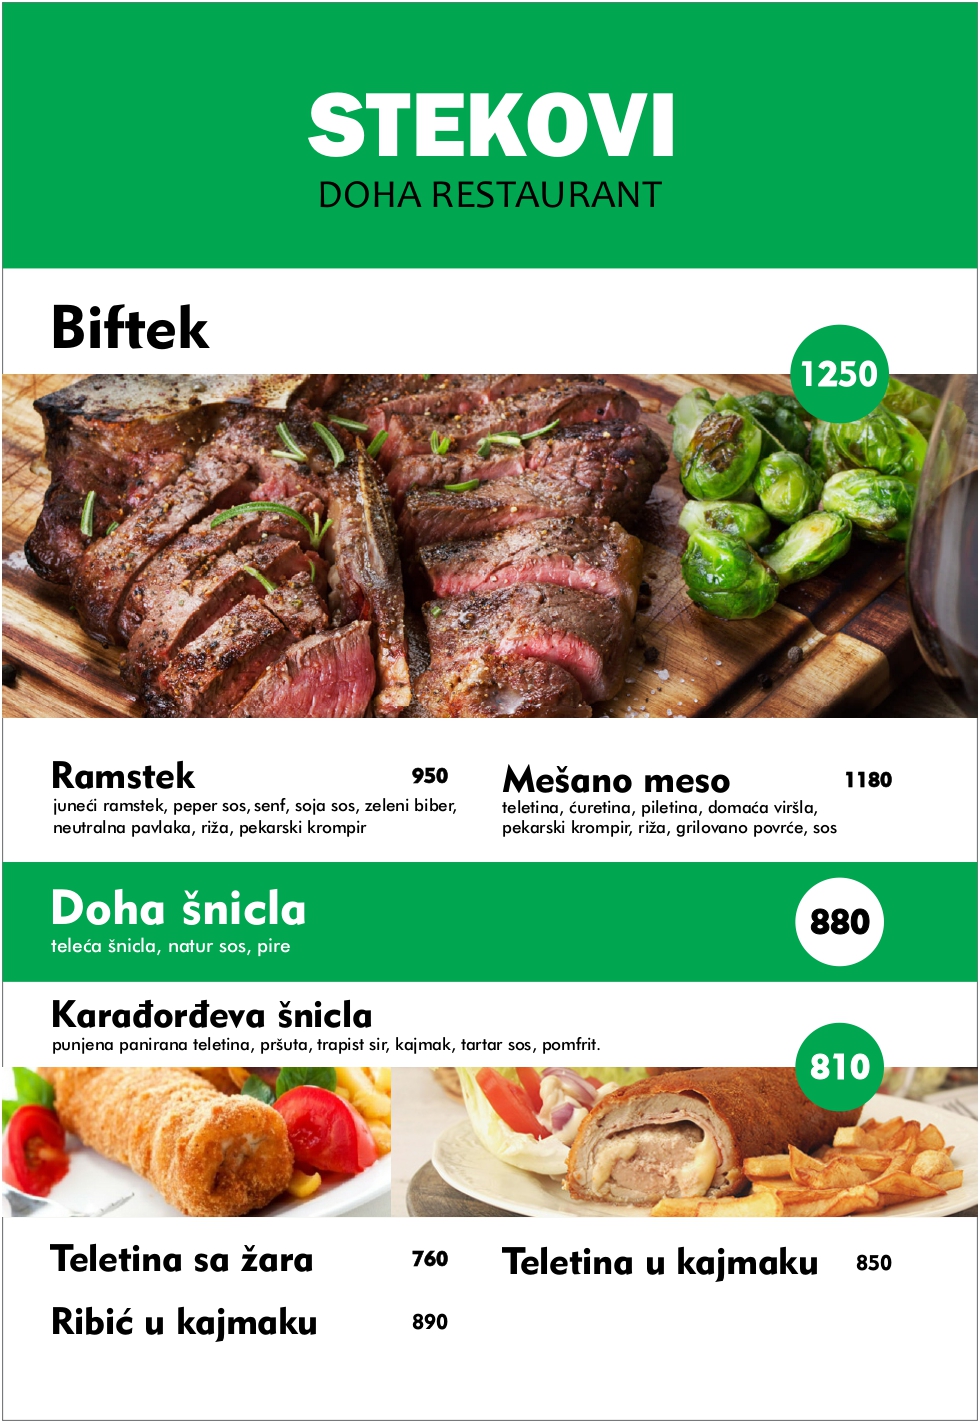 STEKOVI
DOHA RESTAURANT
Biftek
1250
Ramstek 950
juneći ramstek, peper sos, senf, soja sos, zeleni biber,
neutralna pavlaka, riža, pekarski krompir
Mešano meso 1180
teletina, ćuretina, piletina, domaća viršla,
pekarski krompir, riža, grilovano povrće, sos
Doha šnicla
880
teleća šnicla, natur sos, pire
Karađorđeva šnicla
punjena panirana teletina, pršuta, trapist sir, kajmak, tartar sos, pomfrit.
810
Teletina sa žara 760
Teletina u kajmaku 850
Ribić u kajmaku 890